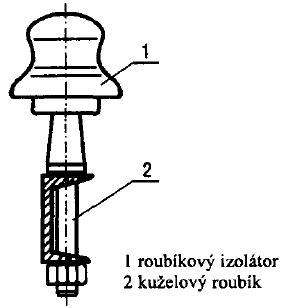 1
2
1 roubíkový izolátor
2 kuželový roubík